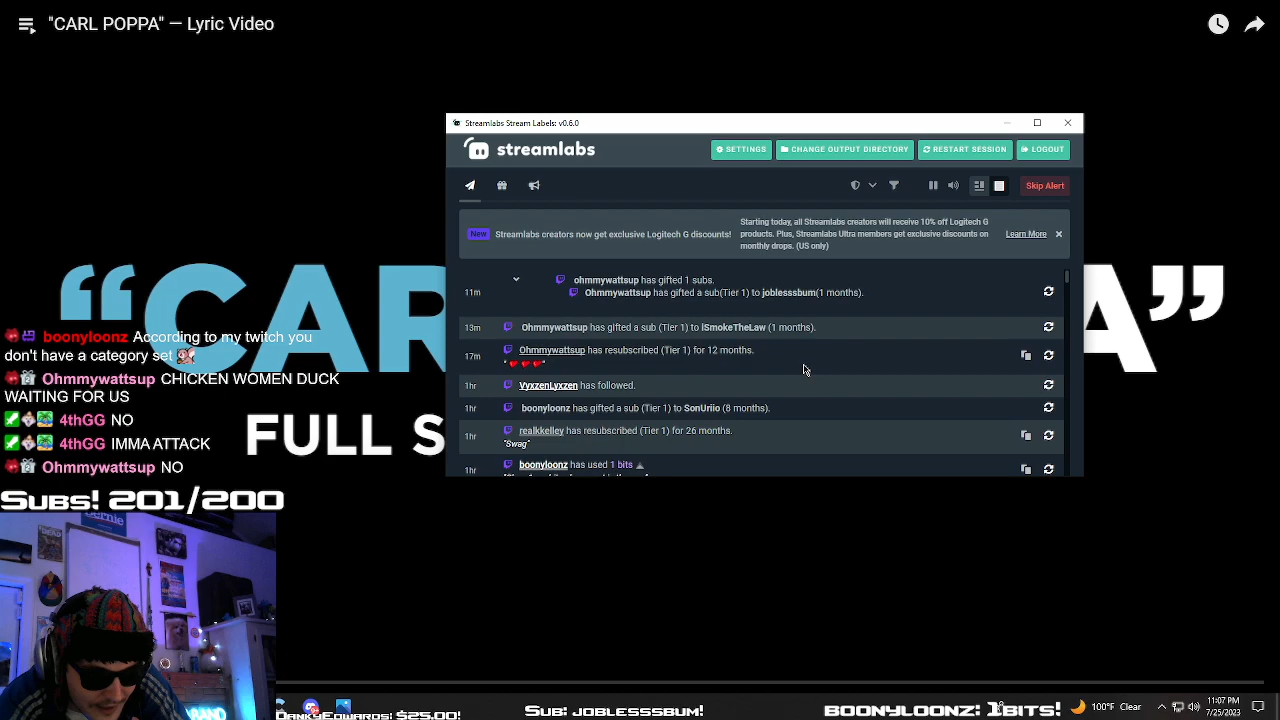 "CARL POPPA" — Lyric Video
Streamlabs Stream Labels: v0.6.0
streamlabs
SETTINGS
CHANGE OUTPUT DIRECTORY
RESTART SESSION
LOGOUT
Skip Alert
New
Streamlabs creators now get exclusive Logitech G discounts!
Starting today, all Streamlabs creators will receive 10% off Logitech G
products. Plus, Streamlabs Ultra members get exclusive discounts on
monthly drops. (US only)
Learn More
11m
ohmmywattsup has gifted 1 subs.
Ohmmywattsup has gifted a sub(Tier 1) to joblesssbum(1 months).
13m Ohmmywattsup has gifted a sub (Tier 1) to iSmokeTheLaw (1 month).
17m Ohmmywattsup has resubscribed (Tier 1) for 12 months.
1hr VyxzenLyxzen has followed.
1hr boonyloonz has gifted a sub (Tier 1) to SonUriio (8 months).
1hr realkkelley has resubscribed (Tier 1) for 26 months.
"Swag"
1hr boonyloonz has used 1 bits
“CAR
A”
FULL S
boonyloonz According to my twitch you
don't have a category set
Ohmmywattsup CHICKEN WOMEN DUCK
WAITING FOR US
4thGG NO
4thGG IMMA ATTACK
Ohmmywattsup NO
Subs! 201/200
Bernie
DankyEdwards: $25.00!
Sub: joblesssbum!
boonyloonz: 1bits!
100°F Clear
11:07 PM
7/25/2023